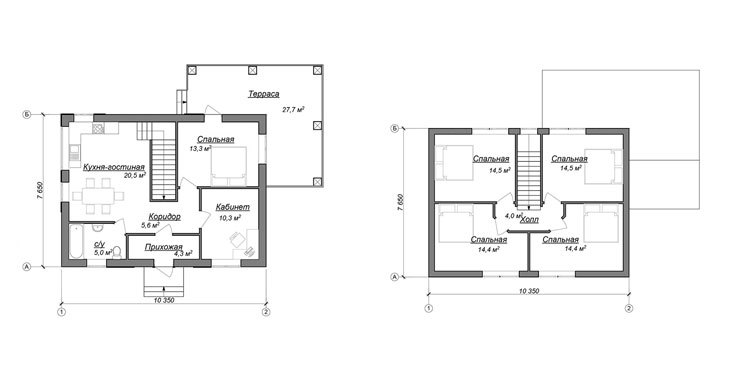 Терраса
27,7 м²
Б
Спальная
13,3 м²
Кухня-гостиная
20,5 м²
7 650
Кабинет
10,3 м²
Коридор
5,6 м²
с/у
5,0 м²
Прихожая
4,3 м²
А
10 350
1
2
Б
Спальная
14,5 м²
Спальная
14,5 м²
7 650
4,0 м²
Холл
Спальная
14,4 м²
Спальная
14,4 м²
А
10 350
1
2